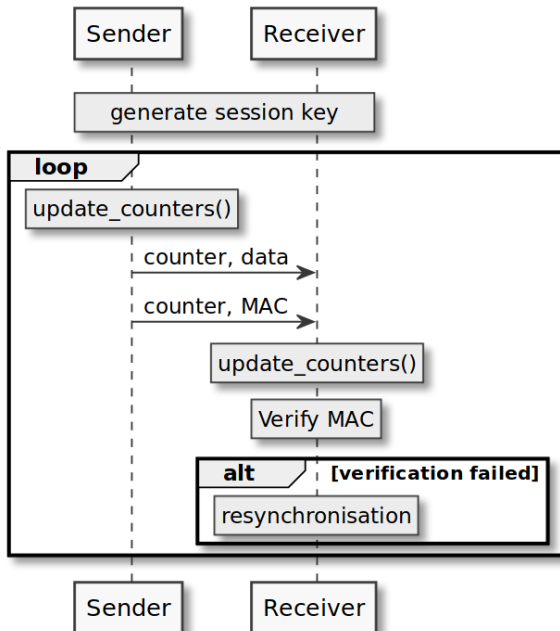 Sender Receiver
generate session key
loop
update_counters()
counter, data
counter, MAC
update_counters()
Verify MAC
alt [verification failed]
resynchronisation
Sender Receiver